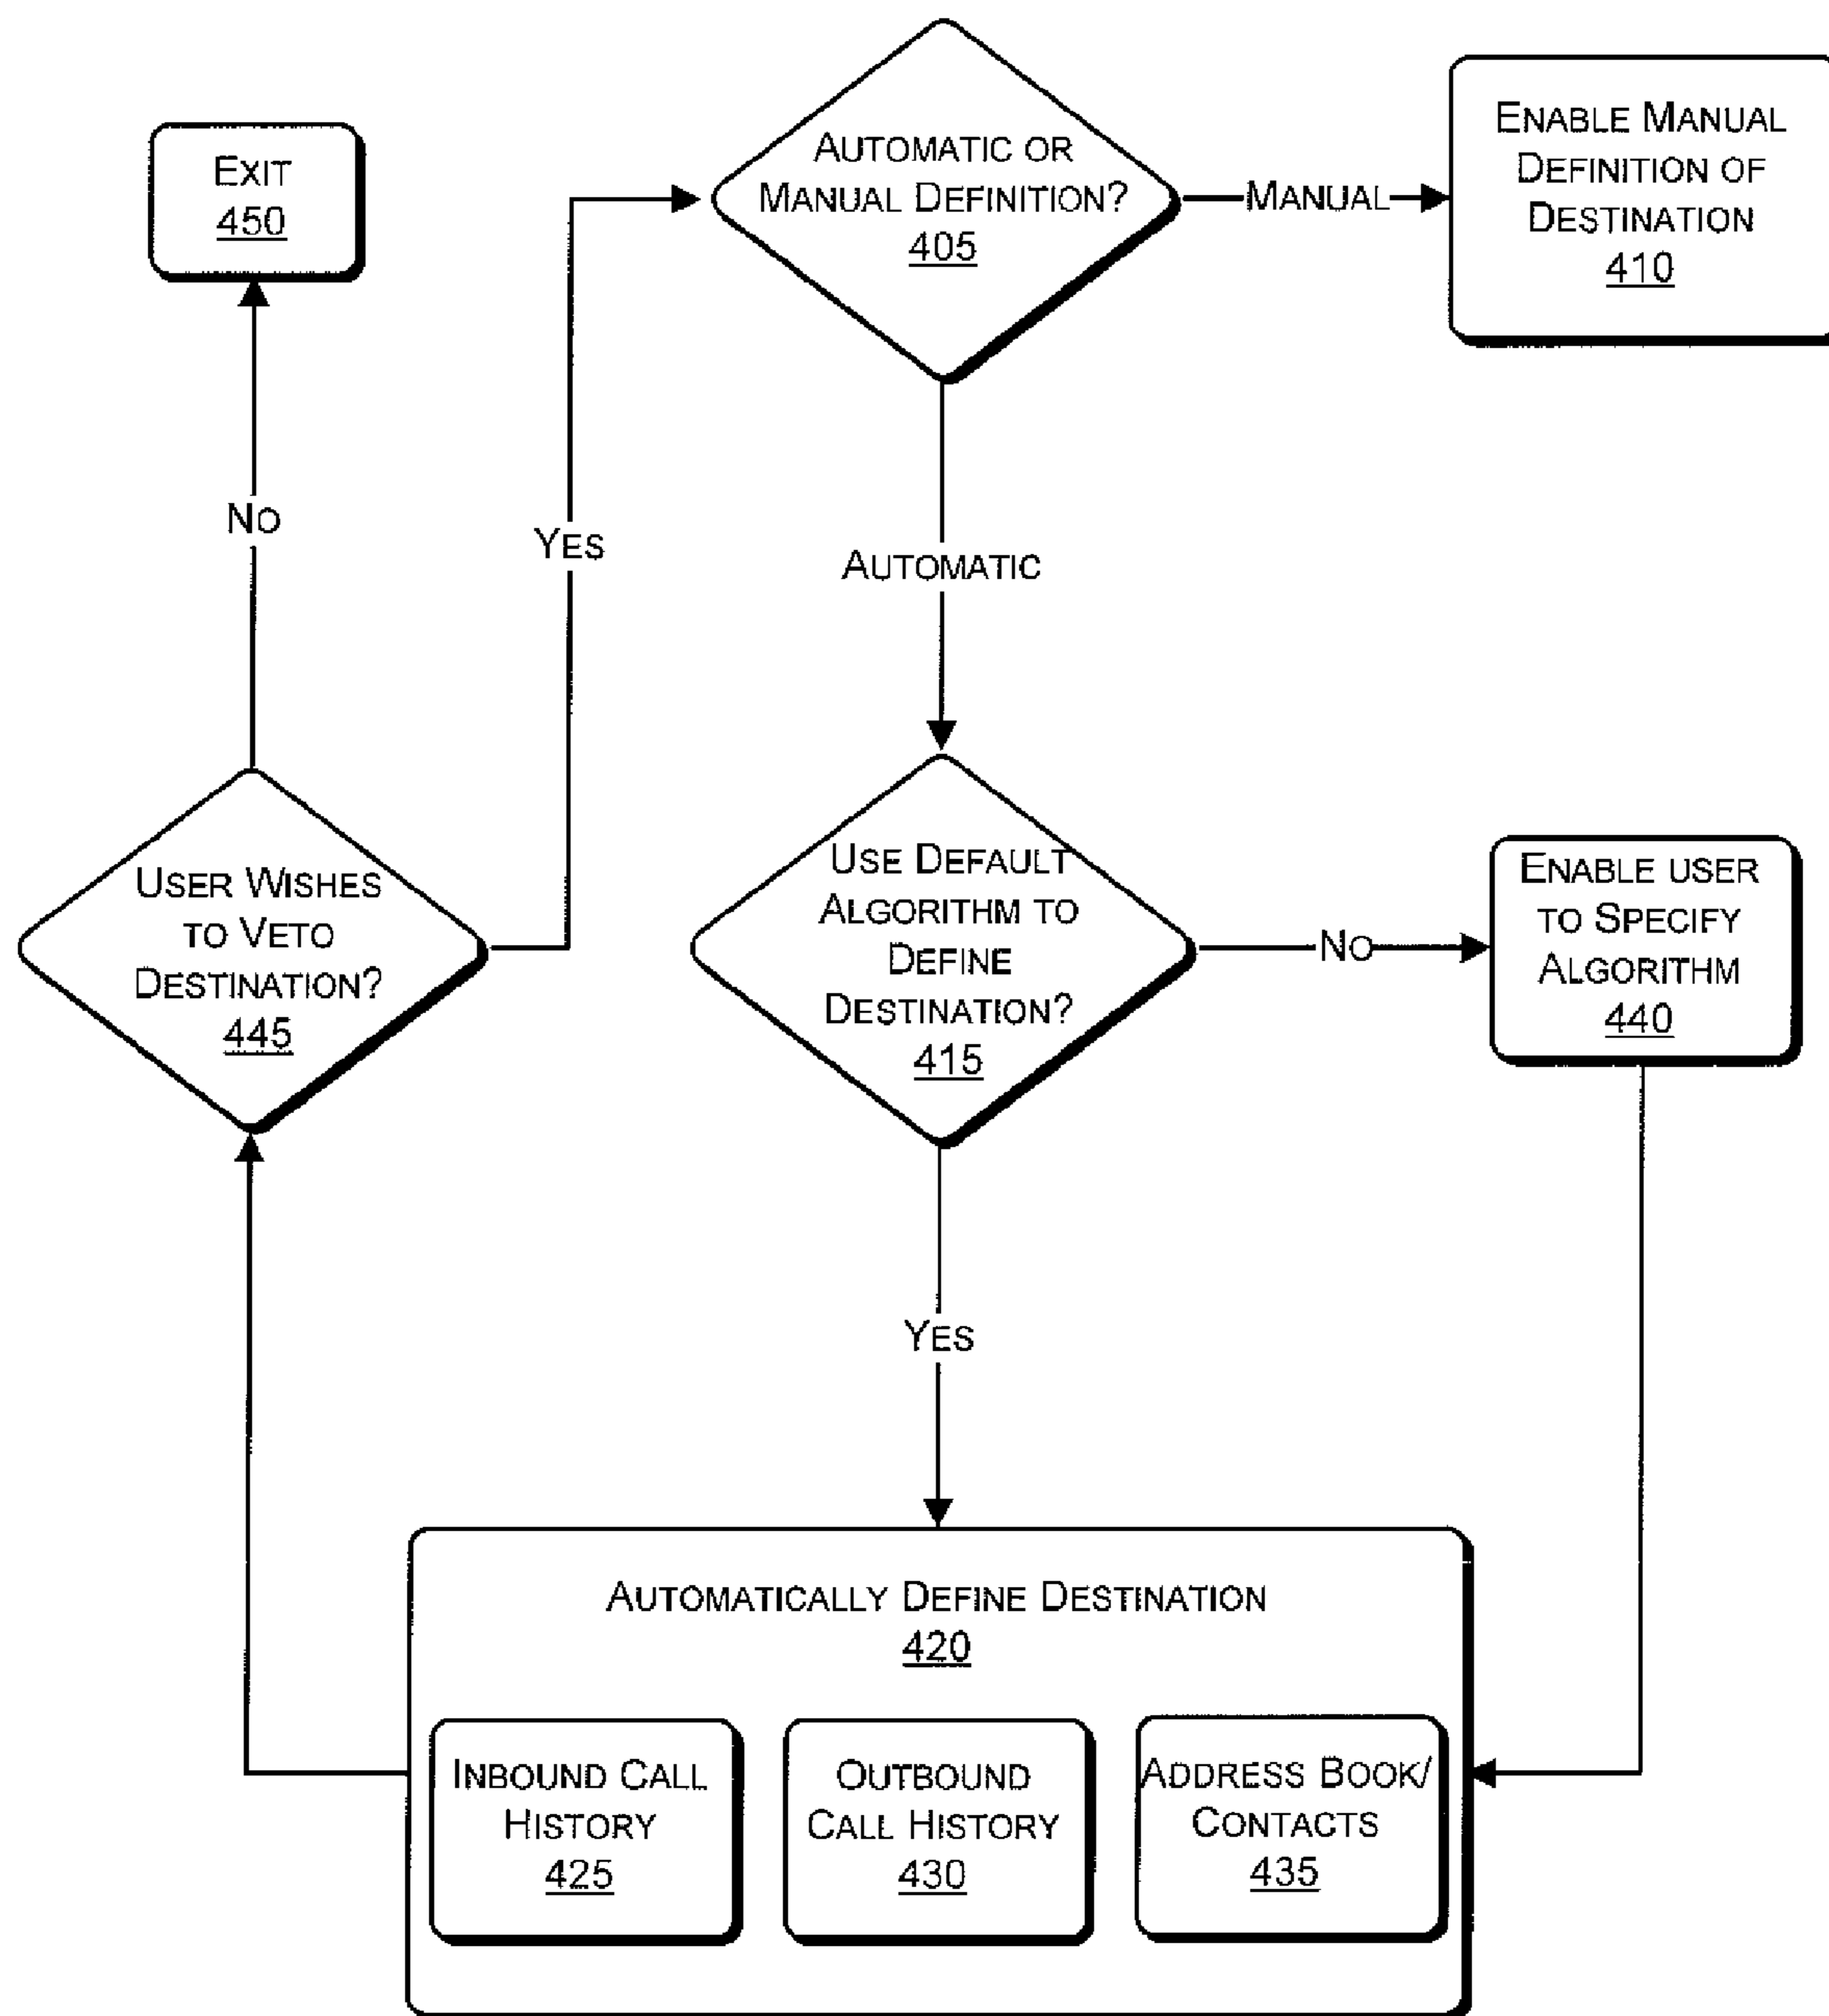 EXIT
450
AUTOMATIC OR
MANUAL DEFINITION?
405
MANUAL
ENABLE MANUAL
DEFINITION OF
DESTINATION
410
NO
YES
AUTOMATIC
USER WISHES
TO VETO
DESTINATION?
445
USE DEFAULT
ALGORITHM TO
DEFINE
DESTINATION?
415
NO
ENABLE USER
TO SPECIFY
ALGORITHM
440
YES
AUTOMATICALLY DEFINE DESTINATION
420
INBOUND CALL
HISTORY
425
OUTBOUND
CALL HISTORY
430
ADDRESS BOOK/
CONTACTS
435